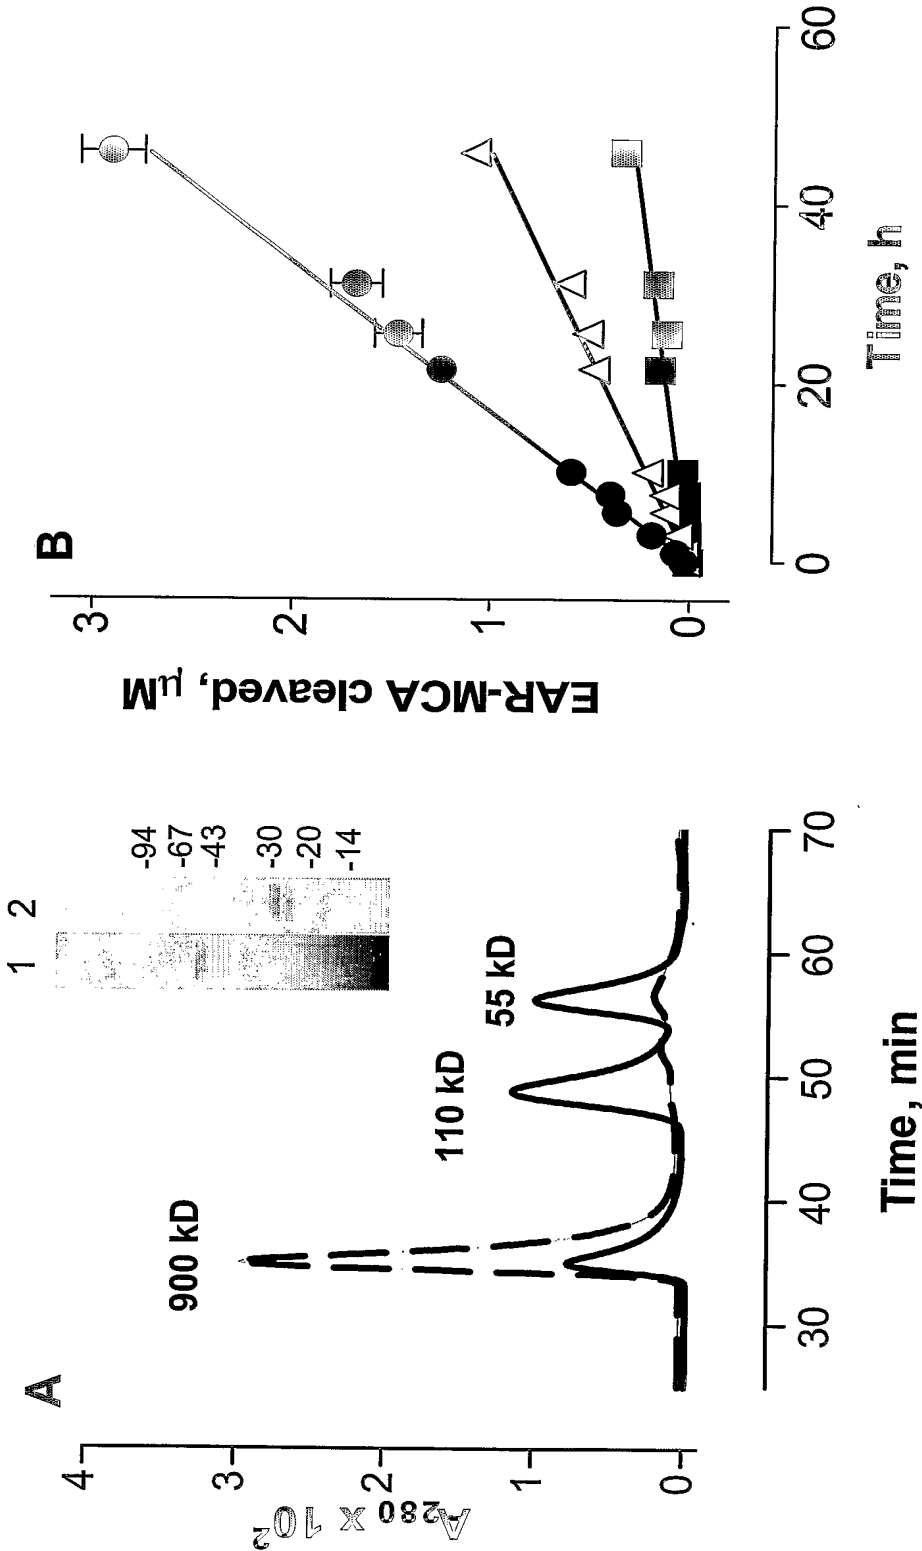 A
A280 x 10²
4
3
2
1
0
900 kD
110 kD
55 kD
1 2
-94
-67
-43
-30
-20
-14
30 40 50 60 70
Time, min
B
EAR-MCA cleaved, μM
3
2
1
0
0 20 40 60
Time, h